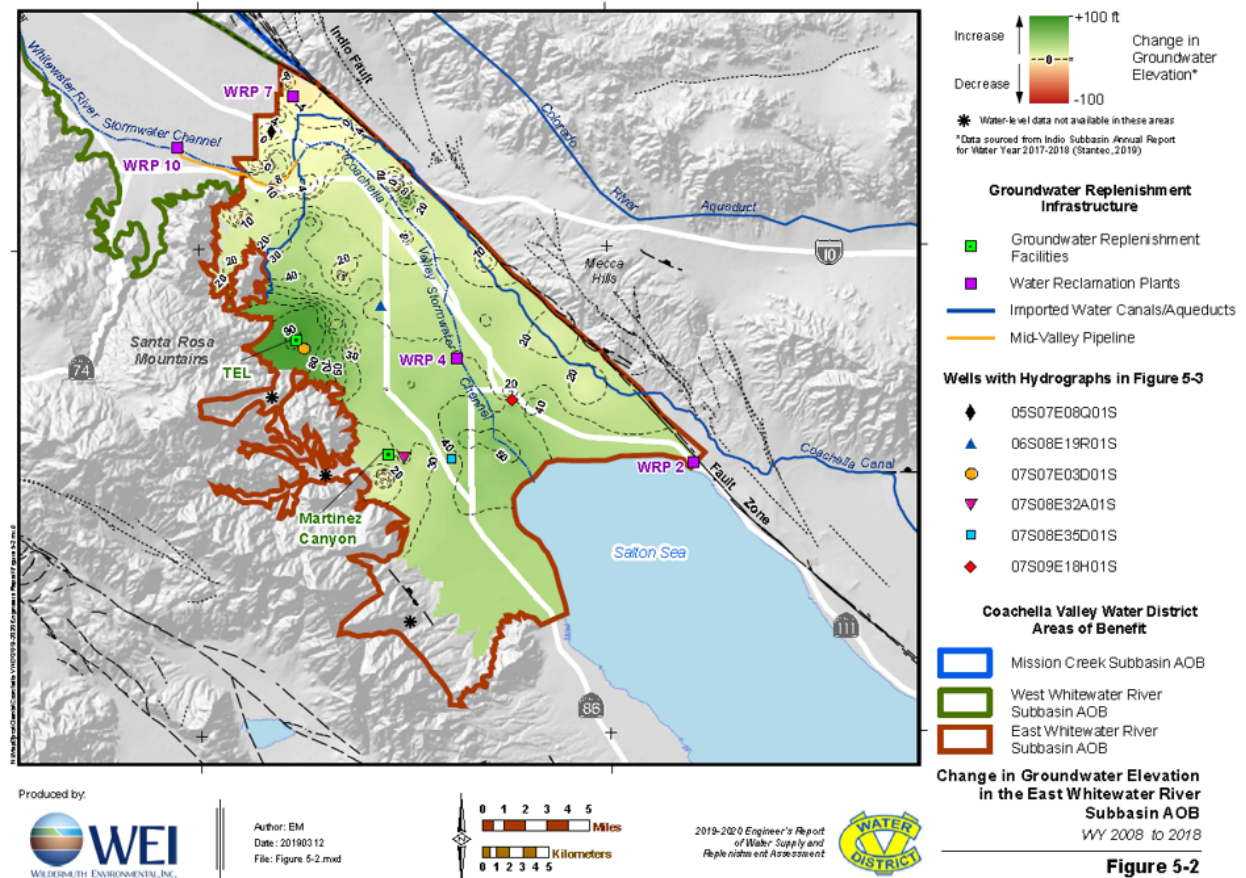 Indio Fault
WRP 7
Whitewater River Stormwater Channel
WRP 10
Coachella Valley Stormwater Channel
Colorado River Aqueduct
10
Mecca Hills
Santa Rosa Mountains
74
TEL
WRP 4
Martinez Canyon
WRP 2
Fault Zone
Coachella Canal
Salton Sea
111
86
+100 ft
Increase
0
Decrease
-100
Change in
Groundwater
Elevation*
Water-level data not available in these areas
*Data sourced from Indio Subbasin Annual Report
for Water Year 2017-2018 (Stantec, 2019)
Groundwater Replenishment
Infrastructure
Groundwater Replenishment
Facilities
Water Reclamation Plants
Imported Water Canals/Aqueducts
Mid-Valley Pipeline
Wells with Hydrographs in Figure 5-3
05S07E08Q01S
06S08E19R01S
07S07E03D01S
07S08E32A01S
07S08E35D01S
07S09E18H01S
Coachella Valley Water District
Areas of Benefit
Mission Creek Subbasin AOB
West Whitewater River
Subbasin AOB
East Whitewater River
Subbasin AOB
Change in Groundwater Elevation
in the East Whitewater River
Subbasin AOB
WY 2008 to 2018
Figure 5-2
Produced by:
WEI
WILDERMUTH ENVIRONMENTAL, INC.
Author: EM
Date: 20190312
File: Figure 5-2.mxd
0 1 2 3 4 5
Miles
Kilometers
0 1 2 3 4 5
2019-2020 Engineer's Report
of Water Supply and
Replenishment Assessment
WATER
DISTRICT